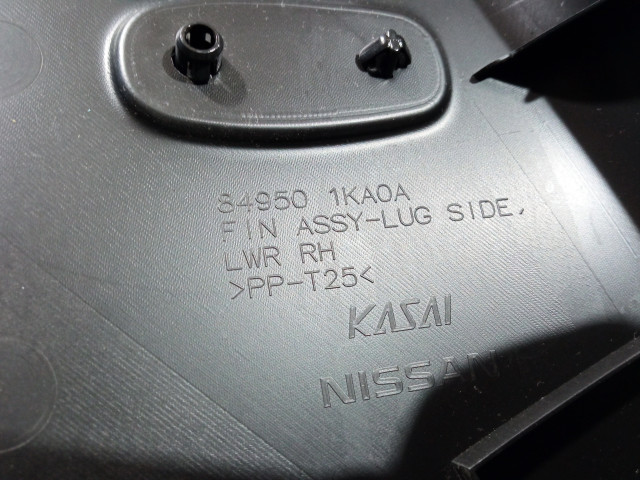 84950 1KA0A
FIN ASSY-LUG SIDE,
LWR RH
>PP-T25<
KASAI
NISSAN